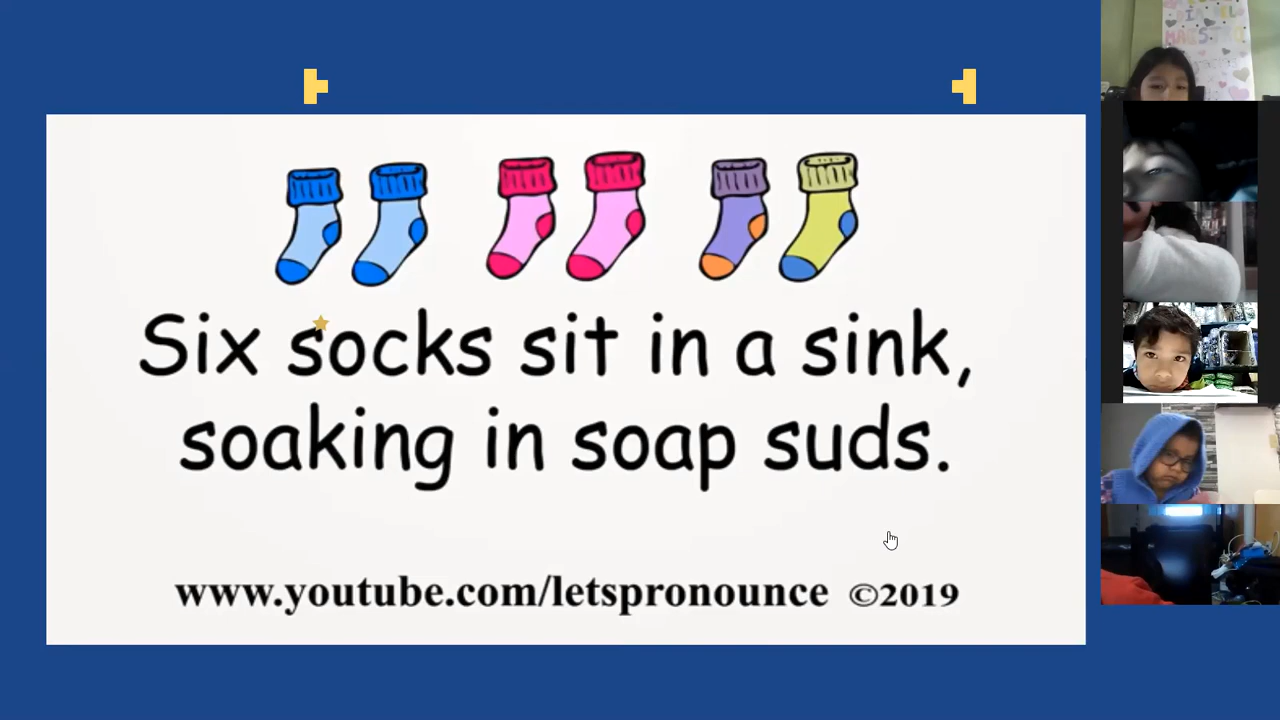 Six socks sit in a sink,
soaking in soap suds.
www.youtube.com/letspronounce ©2019